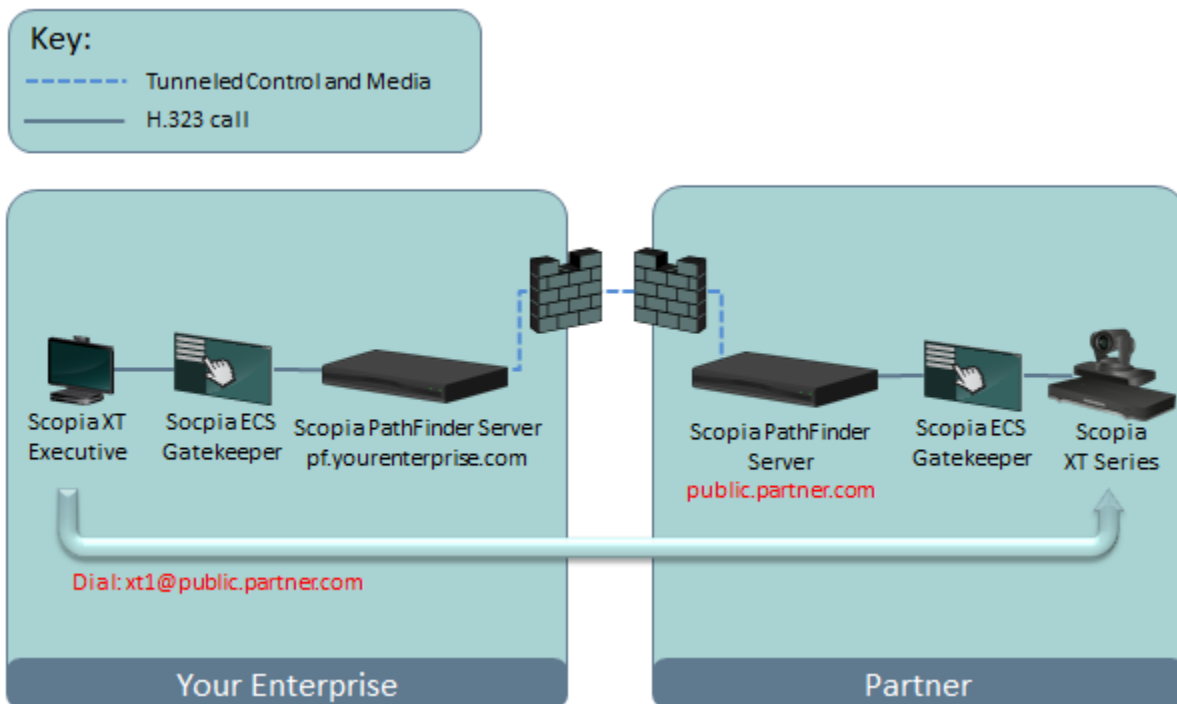 Key:
Tunneled Control and Media
H.323 call
Scopia XT
Executive
Socpia ECS
Gatekeeper
Scopia PathFinder Server
pf.yourenterprise.com
Scopia PathFinder
Server
public.partner.com
Scopia ECS
Gatekeeper
Scopia
XT Series
Dial: xt1@public.partner.com
Your Enterprise
Partner